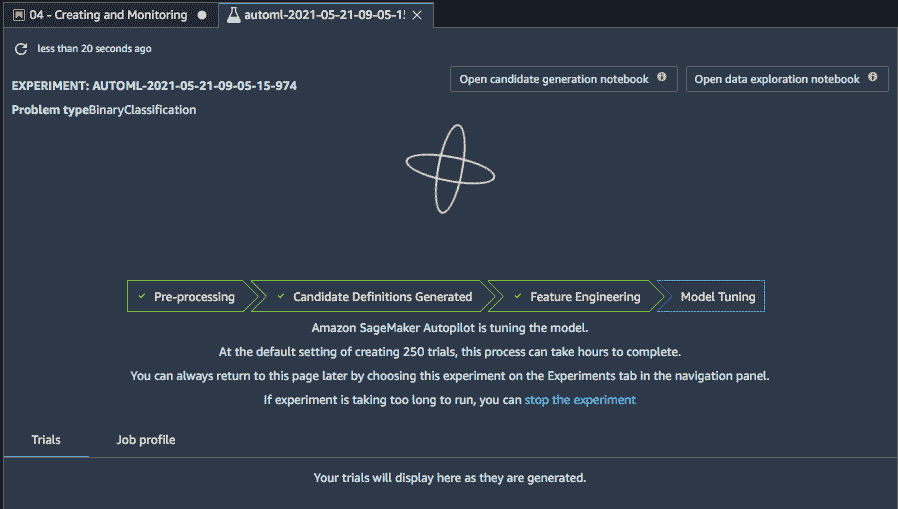 04 - Creating and Monitoring
automl-2021-05-21-09-05-1!
less than 20 seconds ago
EXPERIMENT: AUTOML-2021-05-21-09-05-15-974
Open candidate generation notebook
Open data exploration notebook
Problem typeBinaryClassification
Pre-processing
Candidate Definitions Generated
Feature Engineering
Model Tuning
Amazon SageMaker Autopilot is tuning the model.
At the default setting of creating 250 trials, this process can take hours to complete.
You can always return to this page later by choosing this experiment on the Experiments tab in the navigation panel.
If experiment is taking too long to run, you can stop the experiment
Trials
Job profile
Your trials will display here as they are generated.